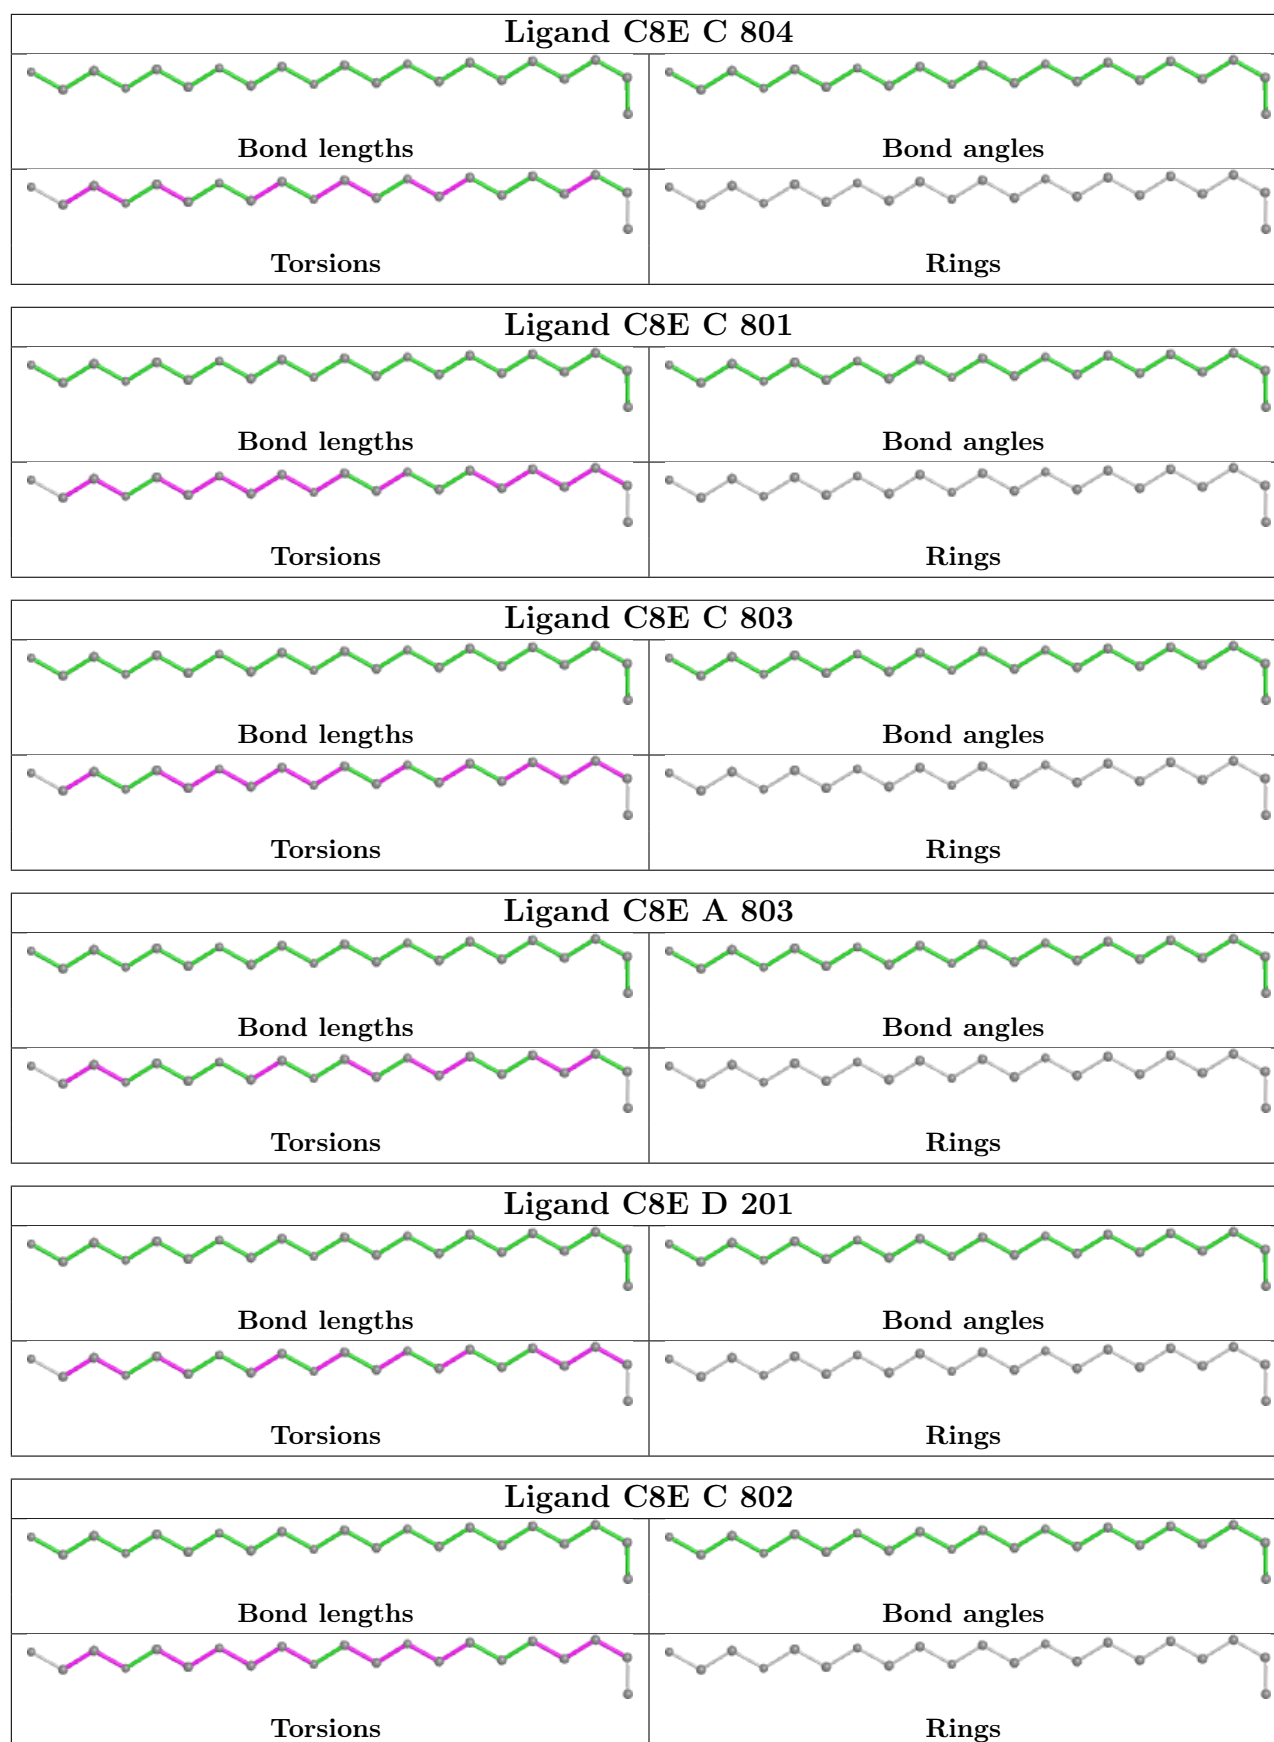 Ligand C8E C 804
Bond lengths
Bond angles
Torsions
Rings
Ligand C8E C 801
Bond lengths
Bond angles
Torsions
Rings
Ligand C8E C 803
Bond lengths
Bond angles
Torsions
Rings
Ligand C8E A 803
Bond lengths
Bond angles
Torsions
Rings
Ligand C8E D 201
Bond lengths
Bond angles
Torsions
Rings
Ligand C8E C 802
Bond lengths
Bond angles
Torsions
Rings